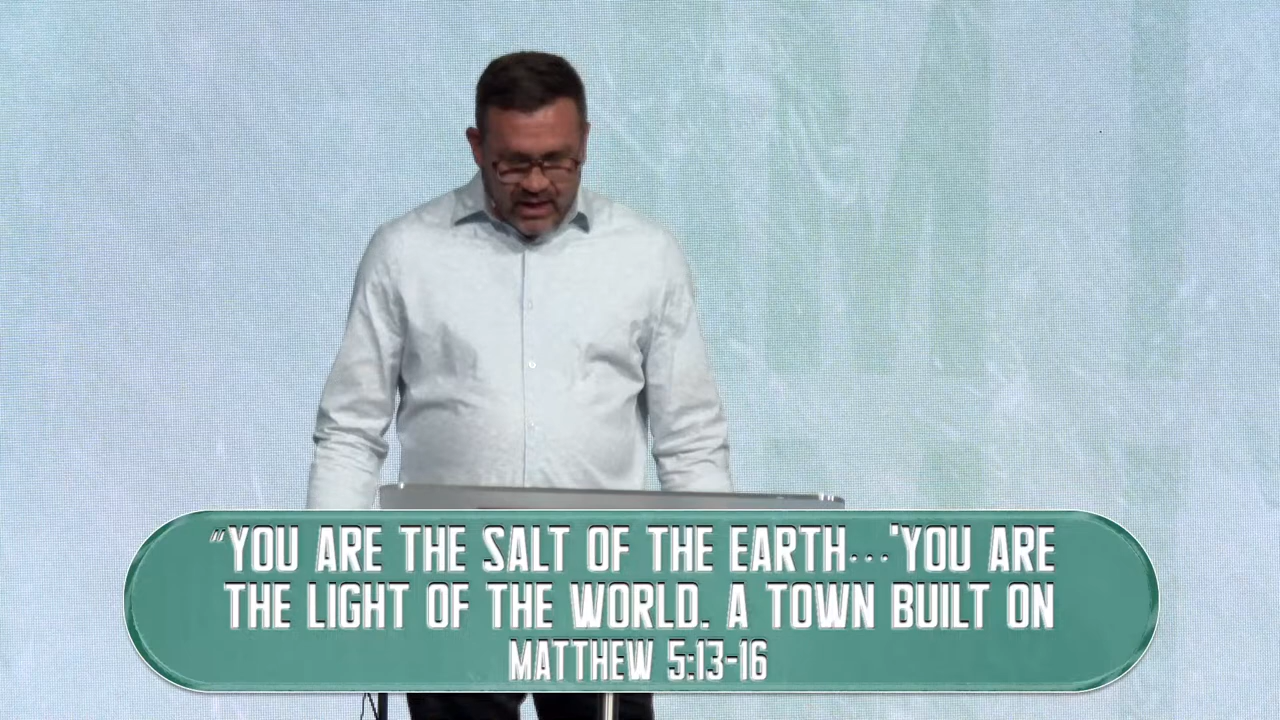 "YOU ARE THE SALT OF THE EARTH...'YOU ARE
THE LIGHT OF THE WORLD. A TOWN BUILT ON
MATTHEW 5:13-16